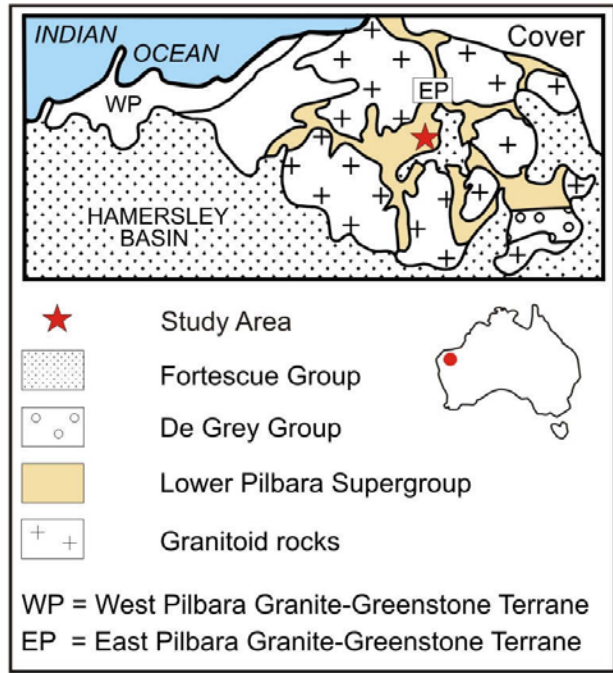 INDIAN
OCEAN
Cover
WP
EP
HAMERSLEY
BASIN
Study Area
Fortescue Group
De Grey Group
Lower Pilbara Supergroup
Granitoid rocks
WP = West Pilbara Granite-Greenstone Terrane
EP = East Pilbara Granite-Greenstone Terrane